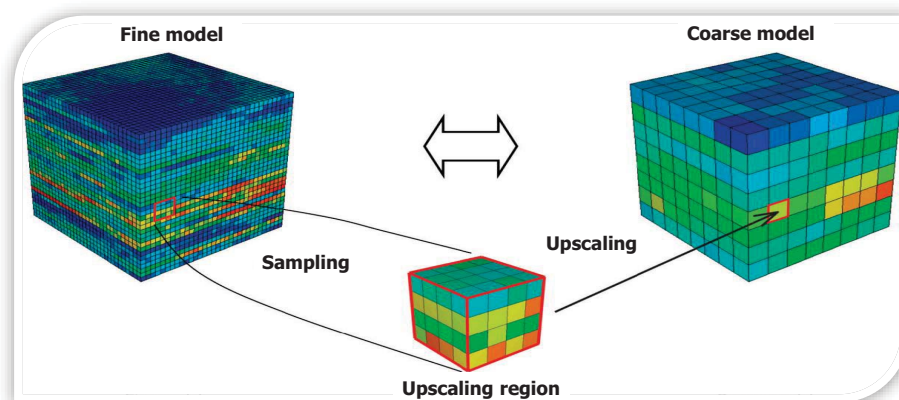 Fine model
Coarse model
Sampling
Upscaling
Upscaling region